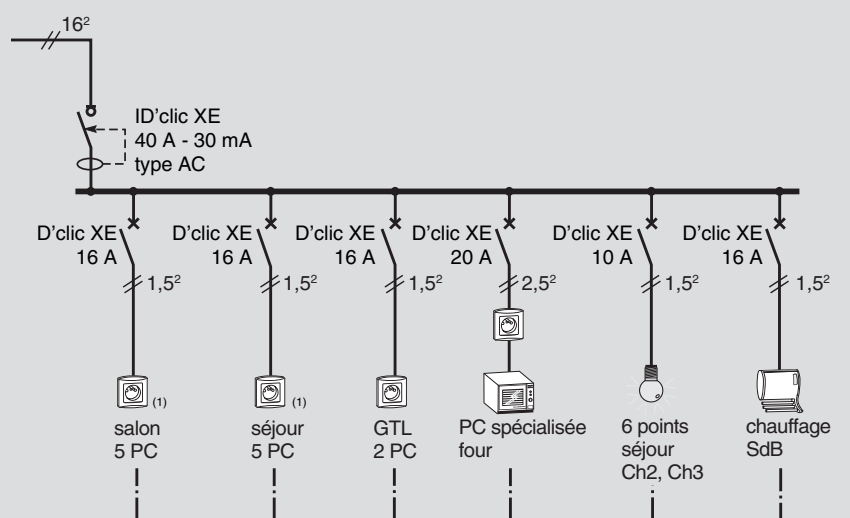 16²
ID'clic XE
40 A - 30 mA
type AC
D'clic XE
16 A
D'clic XE
16 A
D'clic XE
16 A
D'clic XE
20 A
D'clic XE
10 A
D'clic XE
16 A
1,5²
1,5²
1,5²
2,5²
1,5²
1,5²
(1)
(1)
salon
5 PC
séjour
5 PC
GTL
2 PC
PC spécialisée
four
6 points
séjour
Ch2, Ch3
chauffage
SdB